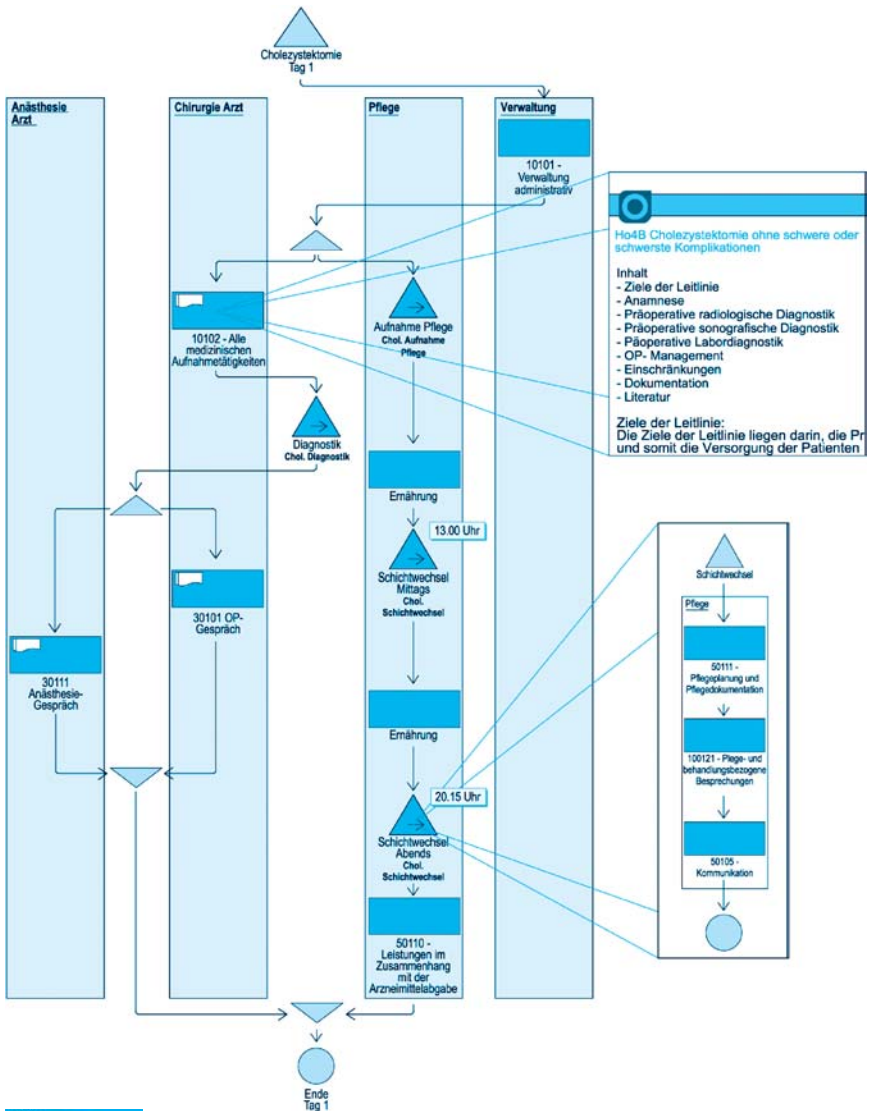 Cholezystektomie
Tag 1
Anästhesie
Arzt
Chirurgie Arzt
Pflege
Verwaltung
10101 -
Verwaltung
administrativ
Ho4B Cholezystektomie ohne schwere oder
schwerste Komplikationen
Inhalt
- Ziele der Leitlinie
- Anamnese
- Präoperative radiologische Diagnostik
- Präoperative sonografische Diagnostik
- Päoperative Labordiagnostik
- OP- Management
- Einschränkungen
- Dokumentation
- Literatur
Ziele der Leitlinie:
Die Ziele der Leitlinie liegen darin, die Pr
und somit die Versorgung der Patienten
10102 - Alle
medizinischen
Aufnahmetätigkeiten
Aufnahme Pflege
Chol. Aufnahme
Pflege
Diagnostik
Chol. Diagnostik
Ernährung
13.00 Uhr
Schichtwechsel
Mittags
Chol.
Schichtwechsel
30101 OP-
Gespräch
30111
Anästhesie-
Gespräch
Ernährung
20.15 Uhr
Schichtwechsel
Abends
Chol.
Schichtwechsel
50110 -
Leistungen im
Zusammenhang
mit der
Arzneimittelabgabe
Schichtwechsel
Pflege
50111 -
Pflegeplanung und
Pflegedokumentation
100121 - Plege- und
behandlungsbezogene
Besprechungen
50105 -
Kommunikation
Ende
Tag 1